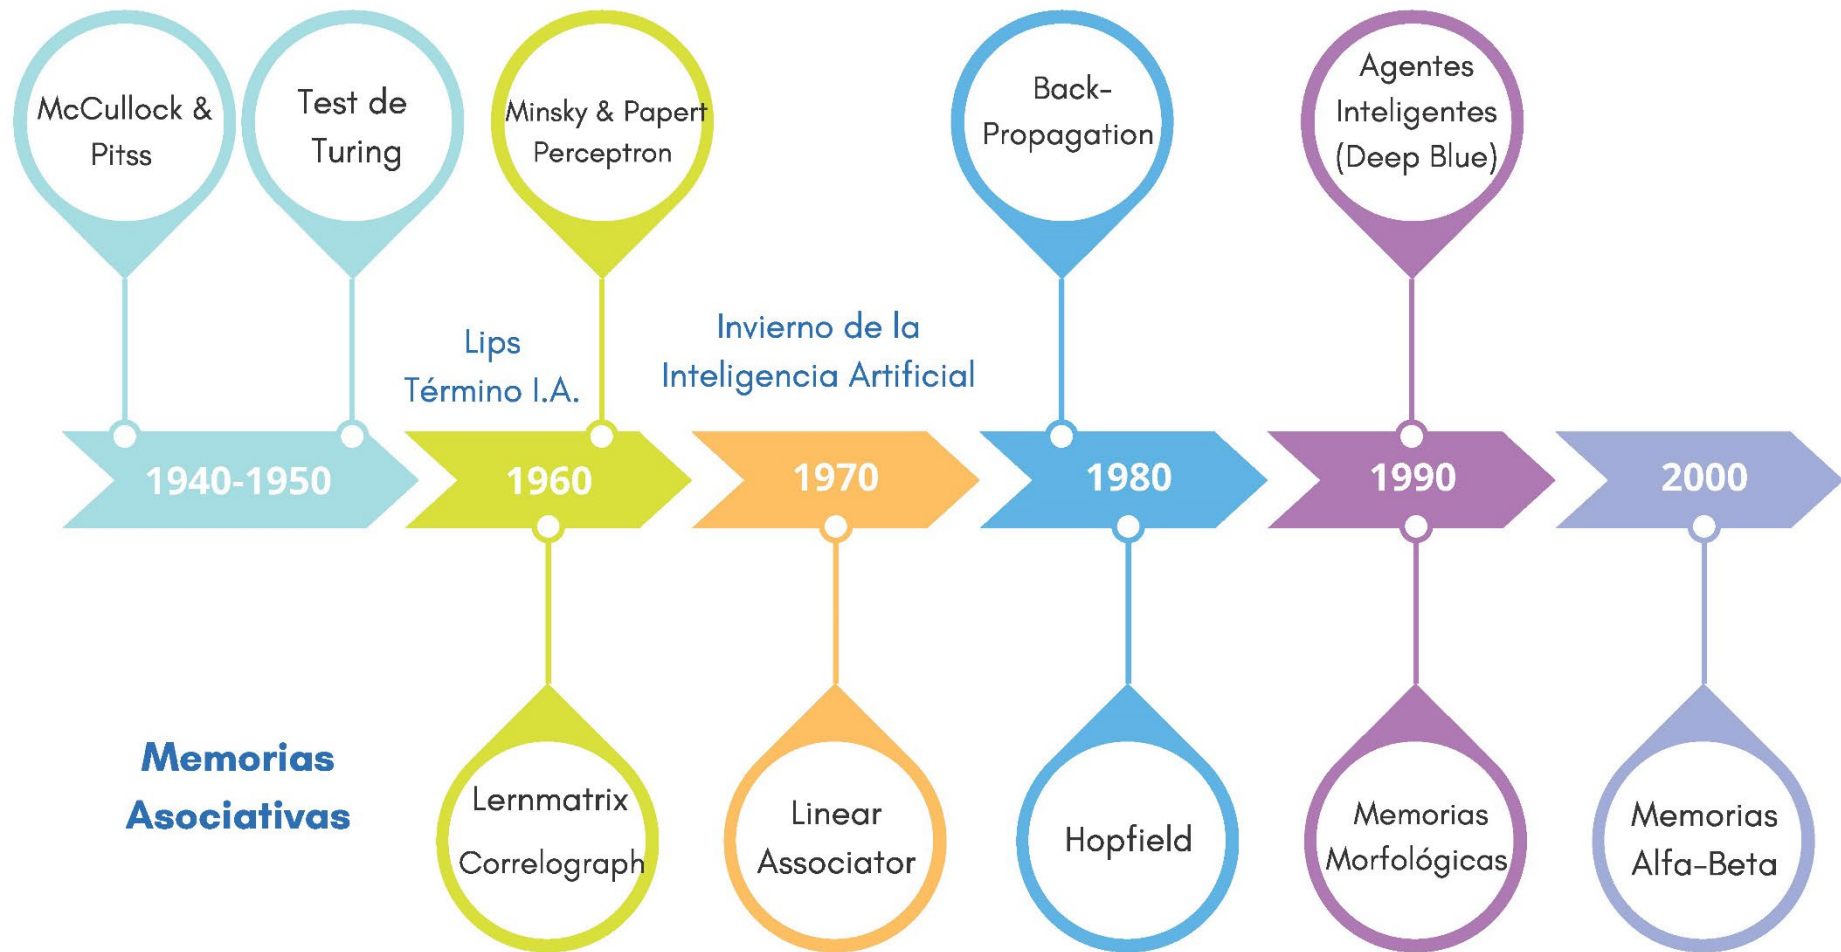 McCullock &
Pitss
Test de
Turing
Minsky & Papert
Perceptron
Back-
Propagation
Agentes
Inteligentes
(Deep Blue)
Lips
Término I.A.
Invierno de la
Inteligencia Artificial
1940-1950
1960
1970
1980
1990
2000
Memorias
Asociativas
Lernmatrix
Correlograph
Linear
Associator
Hopfield
Memorias
Morfológicas
Memorias
Alfa-Beta